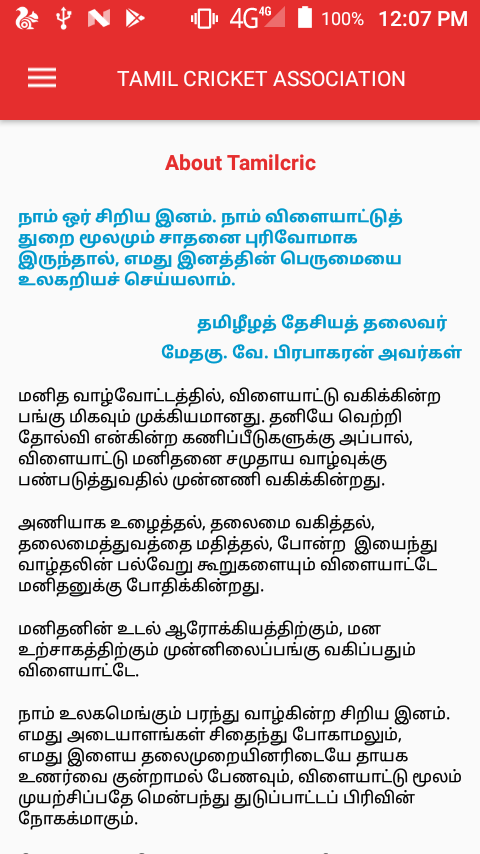 4G 4G 100% 12:07 PM
TAMIL CRICKET ASSOCIATION
About Tamilcric
நாம் ஓர் சிறிய இனம். நாம் விளையாட்டுத்
துறை மூலமும் சாதனை புரிவோமாக
இருந்தால், எமது இனத்தின் பெருமையை
உலகறியச் செய்யலாம்.
தமிழீழத் தேசியத் தலைவர்
மேதகு. வே. பிரபாகரன் அவர்கள்
மனித வாழ்வோட்டத்தில், விளையாட்டு வகிக்கின்ற
பங்கு மிகவும் முக்கியமானது. தனியே வெற்றி
தோல்வி என்கின்ற கணிப்பீடுகளுக்கு அப்பால்,
விளையாட்டு மனிதனை சமுதாய வாழ்வுக்கு
பண்படுத்துவதில் முன்னணி வகிக்கின்றது.
அணியாக உழைத்தல், தலைமை வகித்தல்,
தலைமைத்துவத்தை மதித்தல், போன்ற இயைந்து
வாழ்தலின் பல்வேறு கூறுகளையும் விளையாட்டே
மனிதனுக்கு போதிக்கின்றது.
மனிதனின் உடல் ஆரோக்கியத்திற்கும், மன
உற்சாகத்திற்கும் முன்னிலைப்பங்கு வகிப்பதும்
விளையாட்டே.
நாம் உலகமெங்கும் பரந்து வாழ்கின்ற சிறிய இனம்.
எமது அடையாளங்கள் சிதைந்து போகாமலும்,
எமது இளைய தலைமுறையினரிடையே தாயக
உணர்வை குன்றாமல் பேணவும், விளையாட்டு மூலம்
முயற்சிப்பதே மென்பந்து துடுப்பாட்டப் பிரிவின்
நோக்கமாகும்.